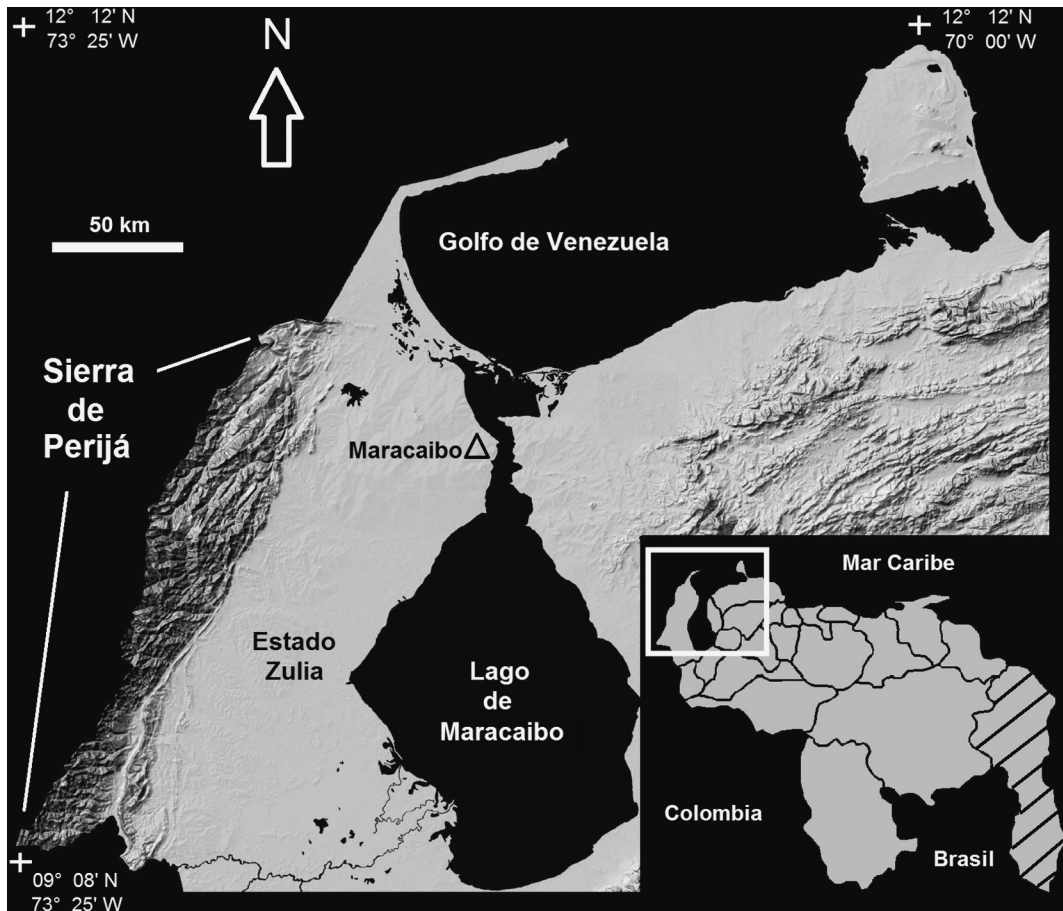 12° 12' N
73° 25' W
N
12° 12' N
70° 00' W
50 km
Golfo de Venezuela
Sierra
de
Perijá
Maracaibo
Estado
Zulia
Lago
de
Maracaibo
Mar Caribe
Colombia
Brasil
09° 08' N
73° 25' W